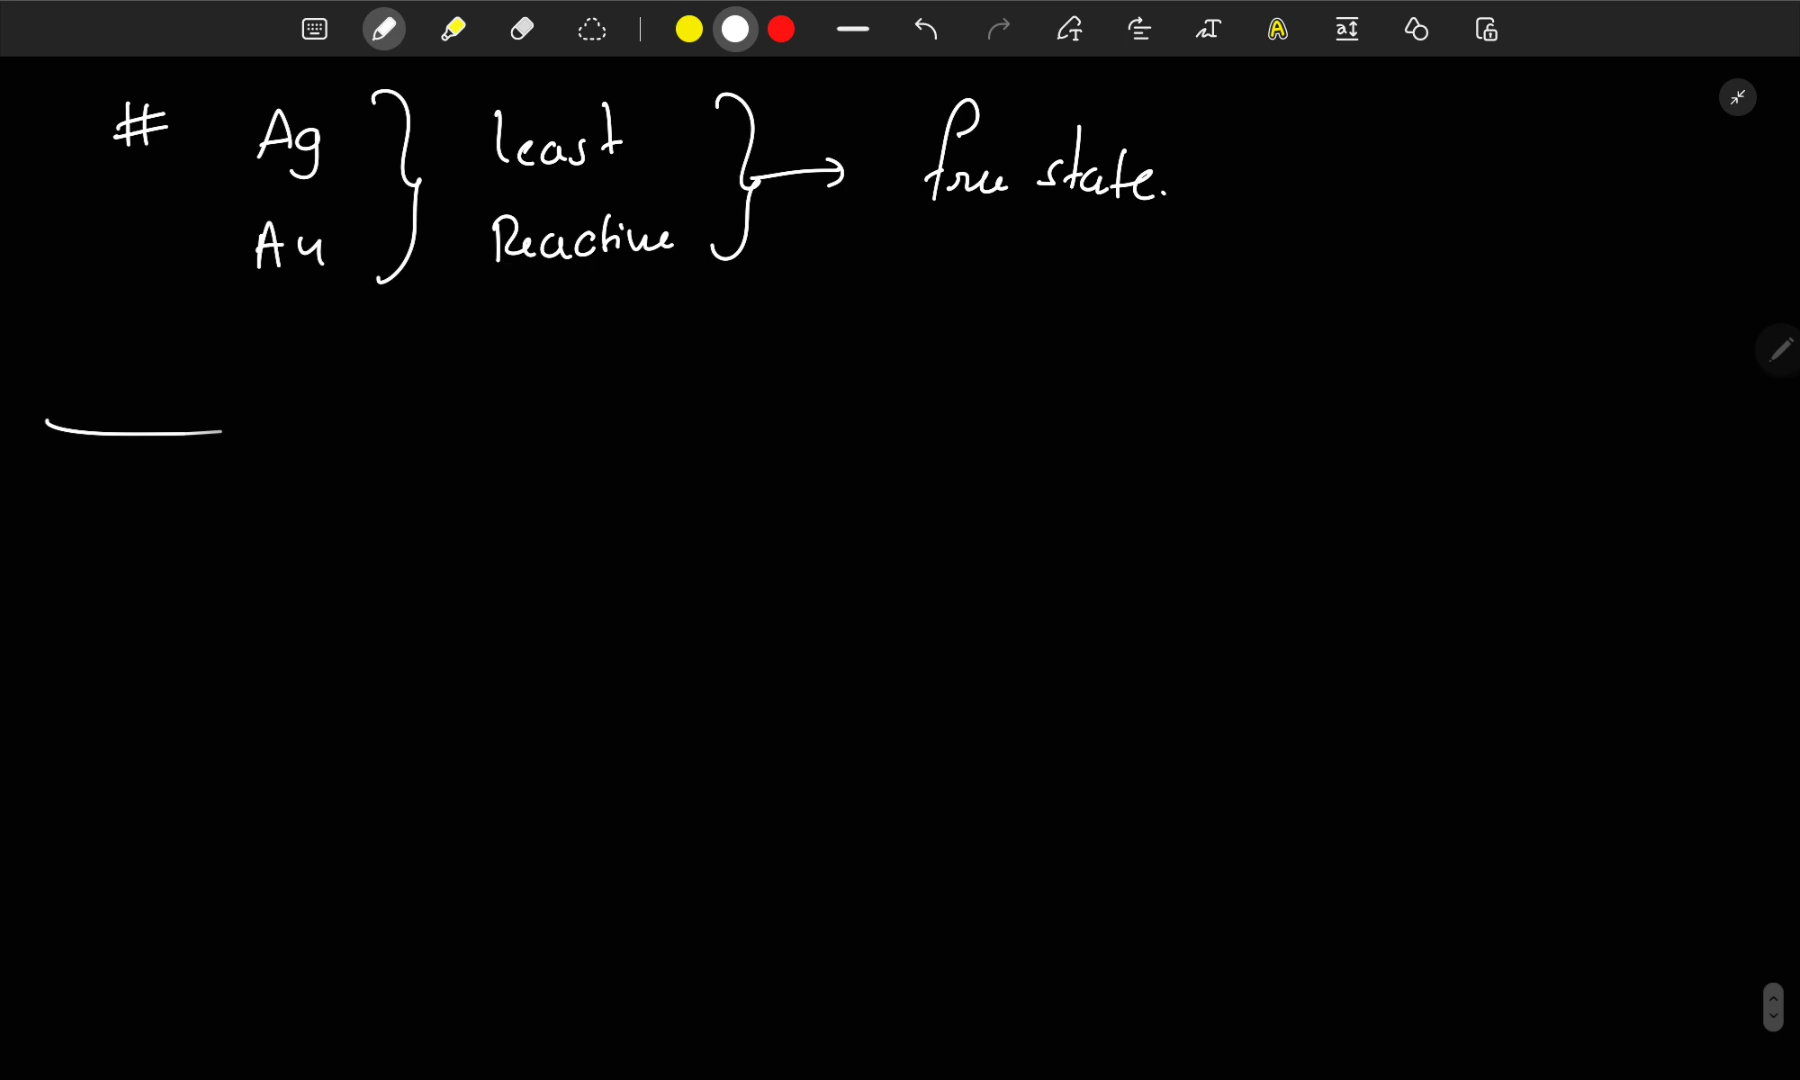 # Ag } least } → free state.
Au Reactive